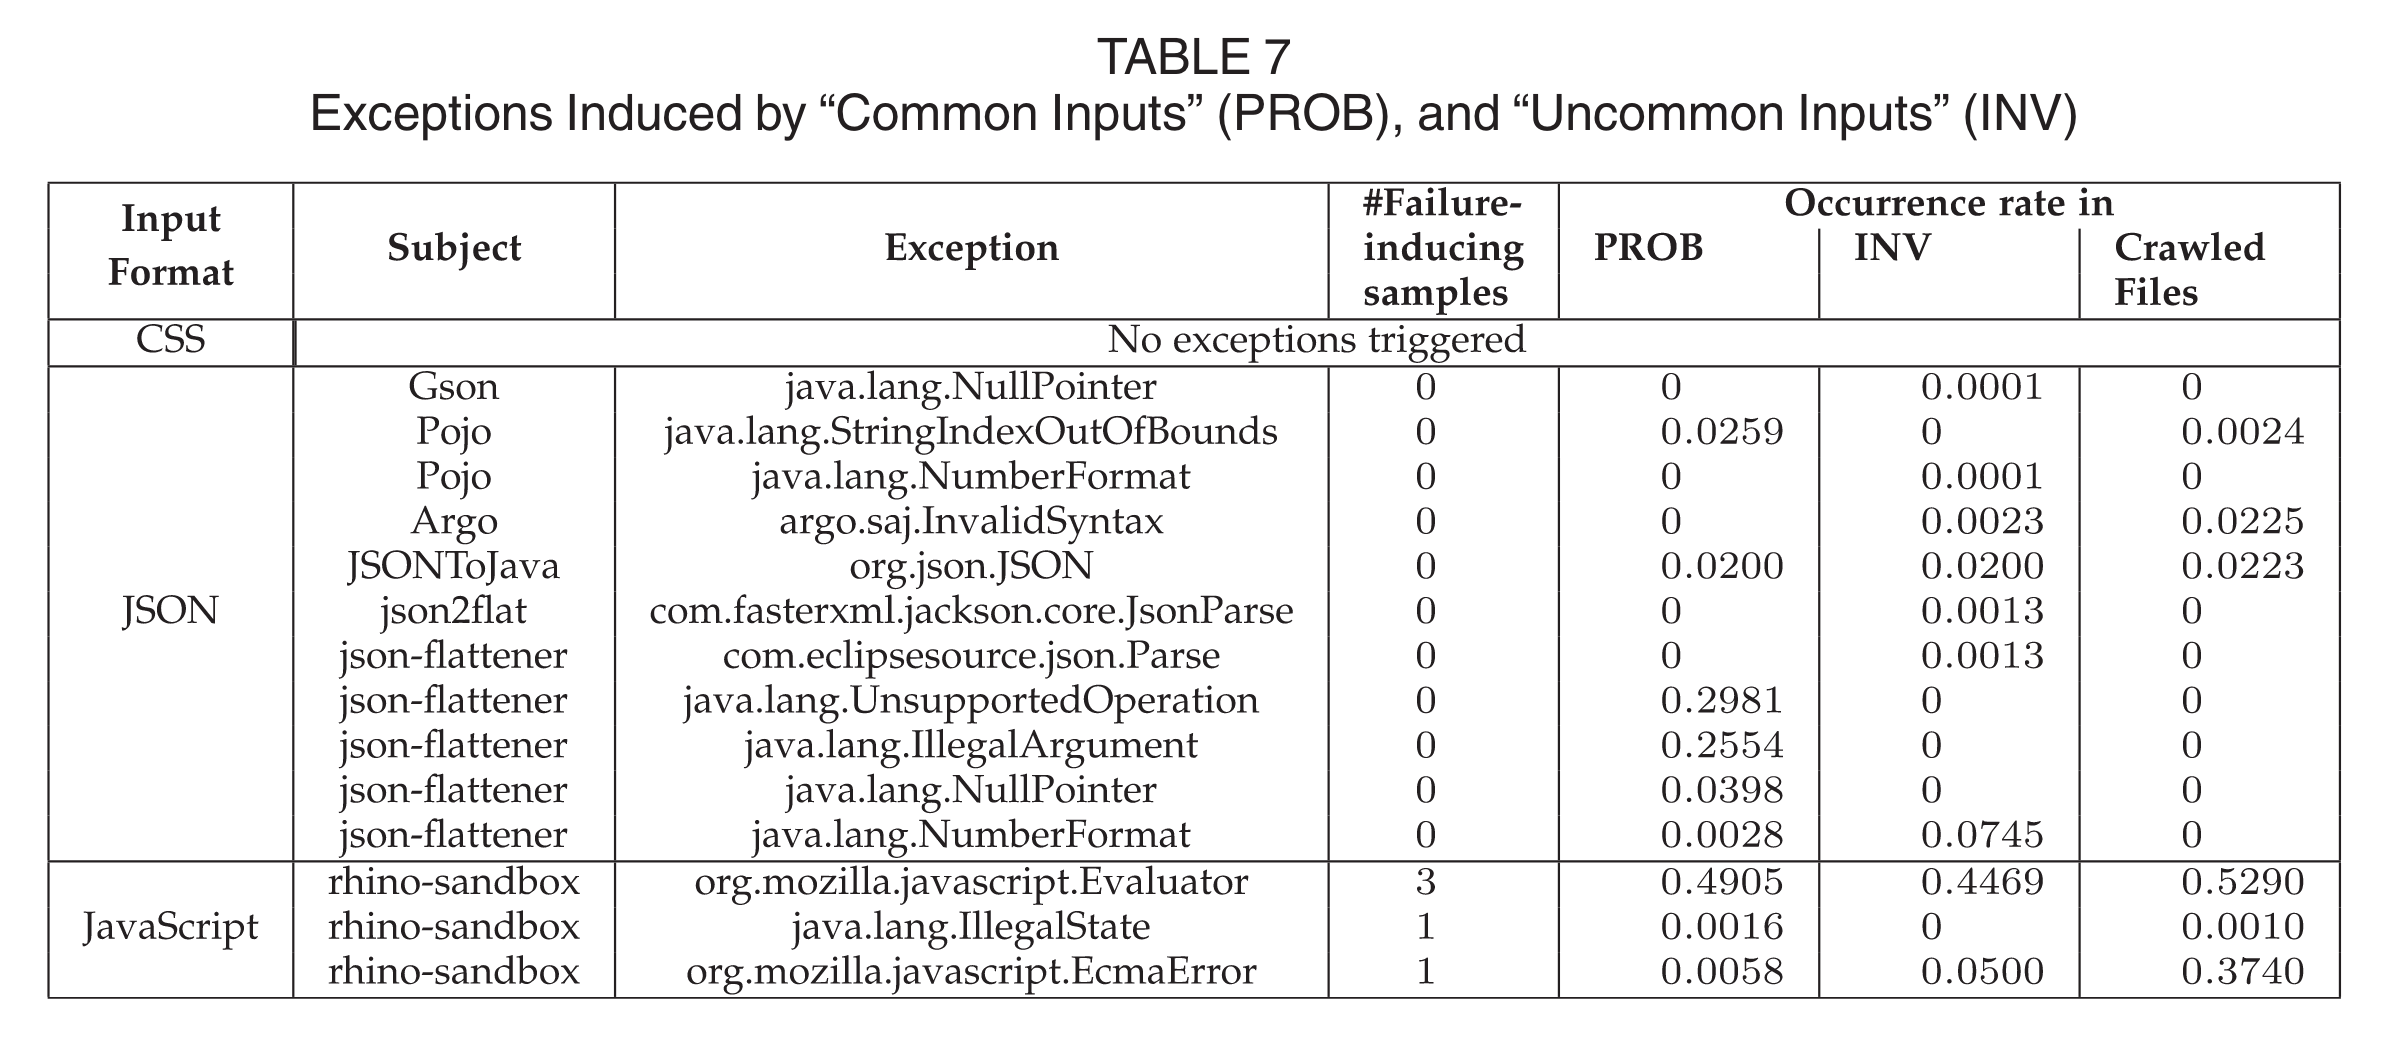 TABLE 7
Exceptions Induced by “Common Inputs” (PROB), and “Uncommon Inputs” (INV)
Input Format Subject Exception #Failure-inducing samples Occurrence rate in
PROB INV Crawled Files
CSS No exceptions triggered
JSON
Gson java.lang.NullPointer 0 0 0.0001 0
Pojo java.lang.StringIndexOutOfBounds 0 0.0259 0 0.0024
Pojo java.lang.NumberFormat 0 0 0.0001 0
Argo argo.saj.InvalidSyntax 0 0 0.0023 0.0225
JSONToJava org.json.JSON 0 0.0200 0.0200 0.0223
json2flat com.fasterxml.jackson.core.JsonParse 0 0 0.0013 0
json-flattener com.eclipsesource.json.Parse 0 0 0.0013 0
json-flattener java.lang.UnsupportedOperation 0 0.2981 0 0
json-flattener java.lang.IllegalArgument 0 0.2554 0 0
json-flattener java.lang.NullPointer 0 0.0398 0 0
json-flattener java.lang.NumberFormat 0 0.0028 0.0745 0
JavaScript
rhino-sandbox org.mozilla.javascript.Evaluator 3 0.4905 0.4469 0.5290
rhino-sandbox java.lang.IllegalState 1 0.0016 0 0.0010
rhino-sandbox org.mozilla.javascript.EcmaError 1 0.0058 0.0500 0.3740